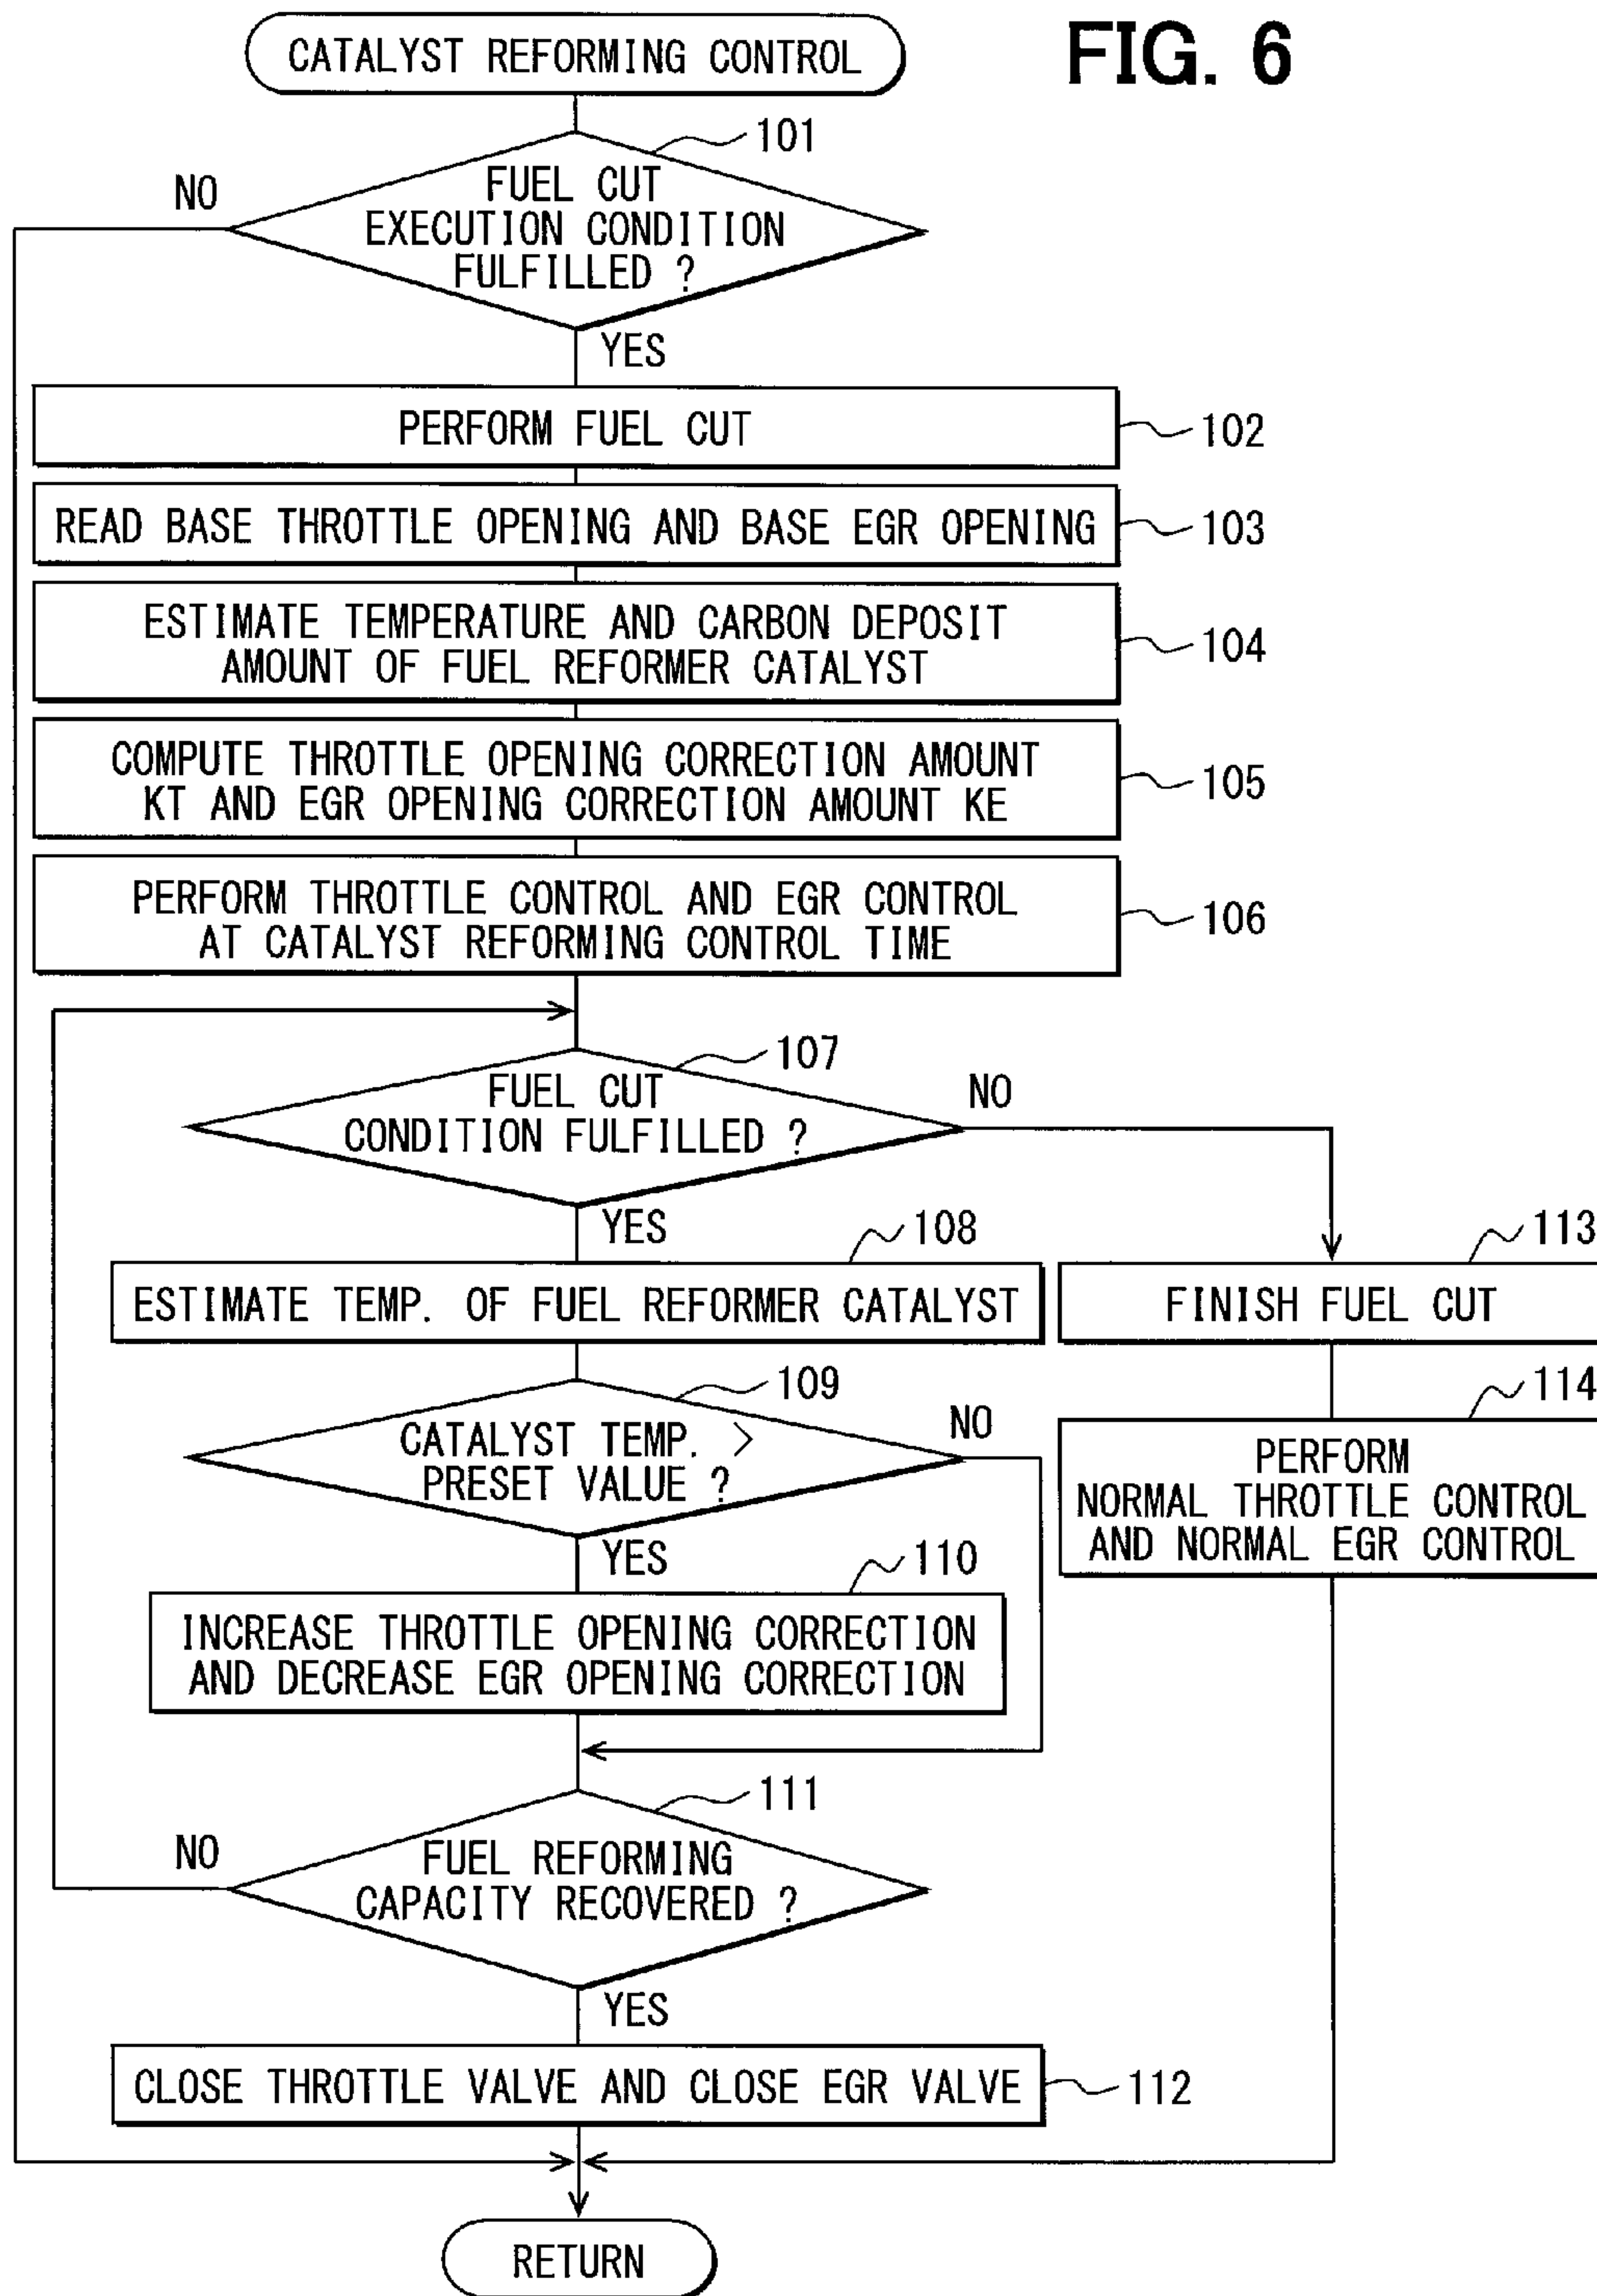 CATALYST REFORMING CONTROL
FIG. 6
101
NO
FUEL CUT
EXECUTION CONDITION
FULFILLED ?
YES
PERFORM FUEL CUT
102
READ BASE THROTTLE OPENING AND BASE EGR OPENING
103
ESTIMATE TEMPERATURE AND CARBON DEPOSIT
AMOUNT OF FUEL REFORMER CATALYST
104
COMPUTE THROTTLE OPENING CORRECTION AMOUNT
KT AND EGR OPENING CORRECTION AMOUNT KE
105
PERFORM THROTTLE CONTROL AND EGR CONTROL
AT CATALYST REFORMING CONTROL TIME
106
107
FUEL CUT
CONDITION FULFILLED ?
NO
YES
108
113
ESTIMATE TEMP. OF FUEL REFORMER CATALYST
FINISH FUEL CUT
109
114
CATALYST TEMP. >
PRESET VALUE ?
NO
PERFORM
NORMAL THROTTLE CONTROL
AND NORMAL EGR CONTROL
YES
110
INCREASE THROTTLE OPENING CORRECTION
AND DECREASE EGR OPENING CORRECTION
111
NO
FUEL REFORMING
CAPACITY RECOVERED ?
YES
CLOSE THROTTLE VALVE AND CLOSE EGR VALVE
112
RETURN